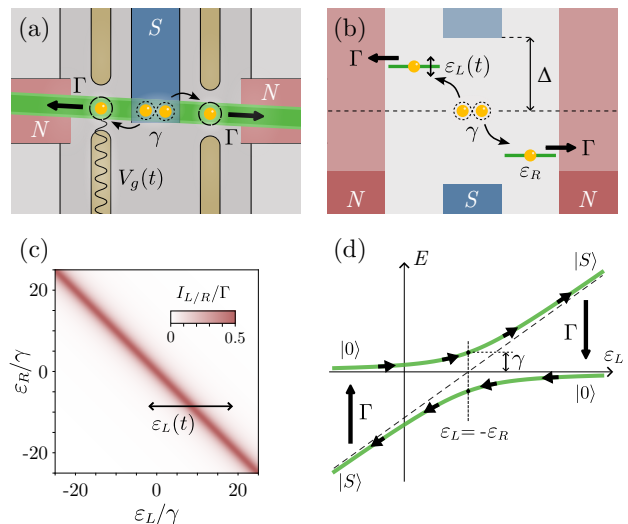 (a)
S
Γ
N
N
γ
Γ
V_g(t)
(b)
ε_L(t)
Γ
Δ
γ
Γ
ε_R
N
S
N
(c)
I_{L/R}/Γ
0 0.5
20
0
-20
ε_R/γ
ε_L(t)
-20 0 20
ε_L/γ
(d)
E
|S⟩
Γ
|0⟩
γ
ε_L
|0⟩
Γ
ε_L = -ε_R
|S⟩